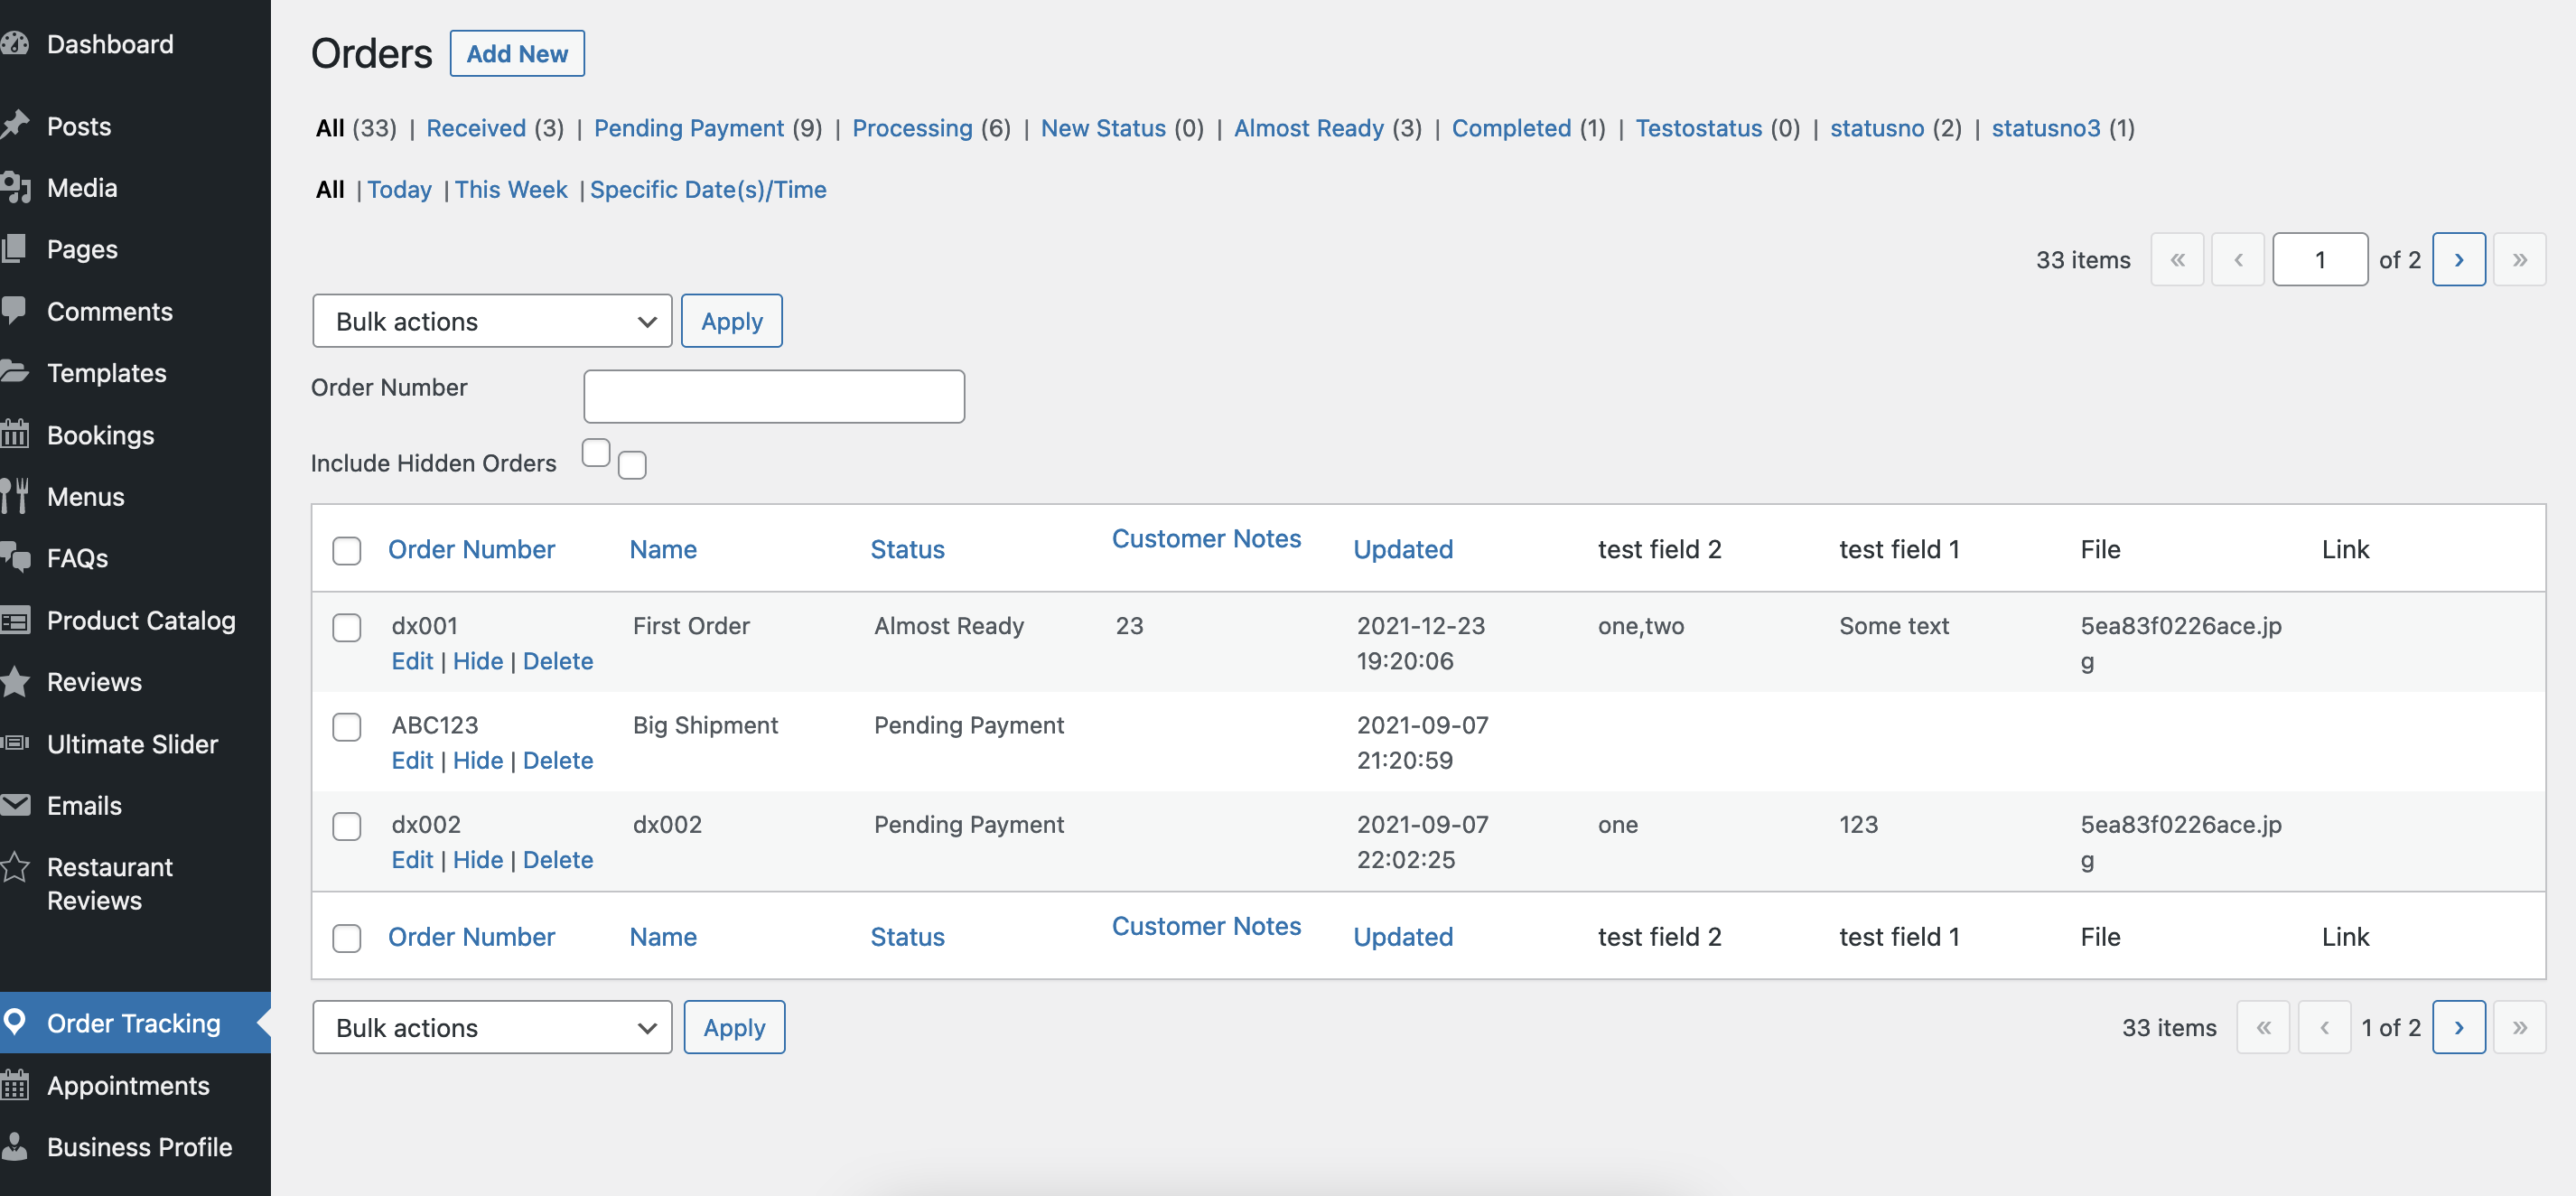 Dashboard
Posts
Media
Pages
Comments
Templates
Bookings
Menus
FAQs
Product Catalog
Reviews
Ultimate Slider
Emails
Restaurant
Reviews
Order Tracking
Appointments
Business Profile
Orders Add New
All (33) | Received (3) | Pending Payment (9) | Processing (6) | New Status (0) | Almost Ready (3) | Completed (1) | Testostatus (0) | statusno (2) | statusno3 (1)
All | Today | This Week | Specific Date(s)/Time
33 items « ‹ 1 of 2 › »
Bulk actions Apply
Order Number
Include Hidden Orders
Order Number Name Status Customer Notes Updated test field 2 test field 1 File Link
dx001 First Order Almost Ready 23 2021-12-23 one,two Some text 5ea83f0226ace.jp
Edit | Hide | Delete 19:20:06 g
ABC123 Big Shipment Pending Payment 2021-09-07
Edit | Hide | Delete 21:20:59
dx002 dx002 Pending Payment 2021-09-07 one 123 5ea83f0226ace.jp
Edit | Hide | Delete 22:02:25 g
Order Number Name Status Customer Notes Updated test field 2 test field 1 File Link
Bulk actions Apply 33 items « ‹ 1 of 2 › »